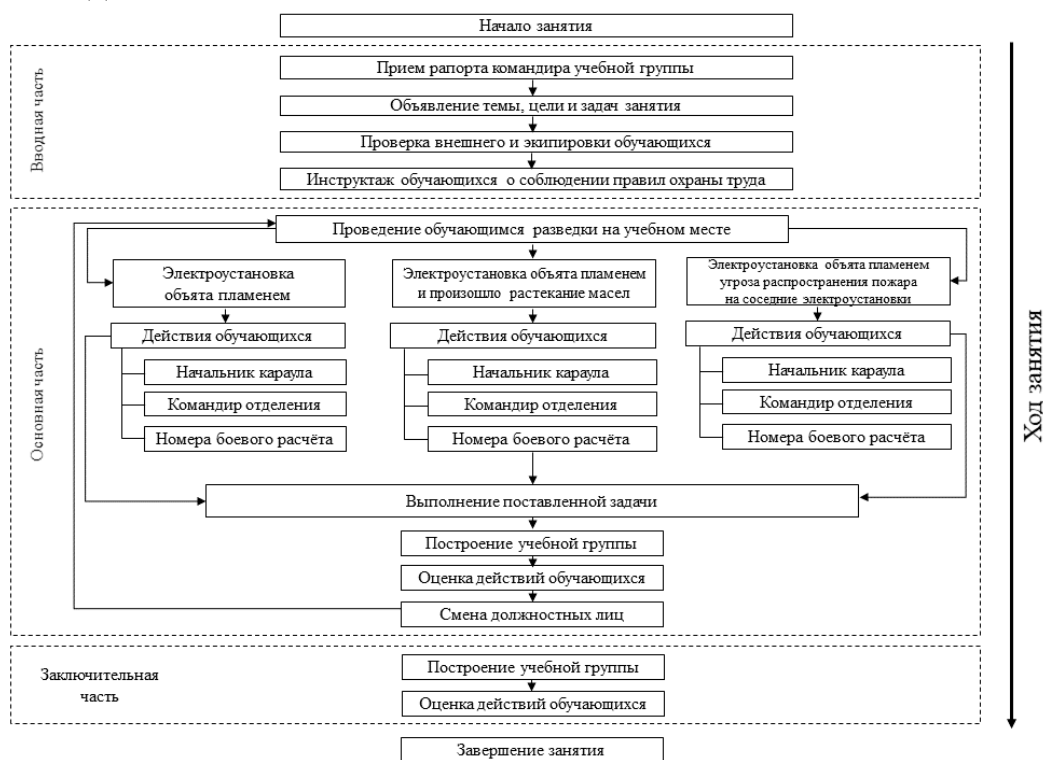 Начало занятия
Вводная часть
Прием рапорта командира учебной группы
Объявление темы, цели и задач занятия
Проверка внешнего и экипировки обучающихся
Инструктаж обучающихся о соблюдении правил охраны труда
Ход занятия
Основная часть
Проведение обучающимся разведки на учебном месте
Электроустановка
объята пламенем
Электроустановка объята пламенем
и произошло растекание масел
Электроустановка объята пламенем
угроза распространения пожара
на соседние электроустановки
Действия обучающихся
Действия обучающихся
Действия обучающихся
Начальник караула
Начальник караула
Начальник караула
Командир отделения
Командир отделения
Командир отделения
Номера боевого расчёта
Номера боевого расчёта
Номера боевого расчёта
Выполнение поставленной задачи
Построение учебной группы
Оценка действий обучающихся
Смена должностных лиц
Заключительная
часть
Построение учебной группы
Оценка действий обучающихся
Завершение занятия